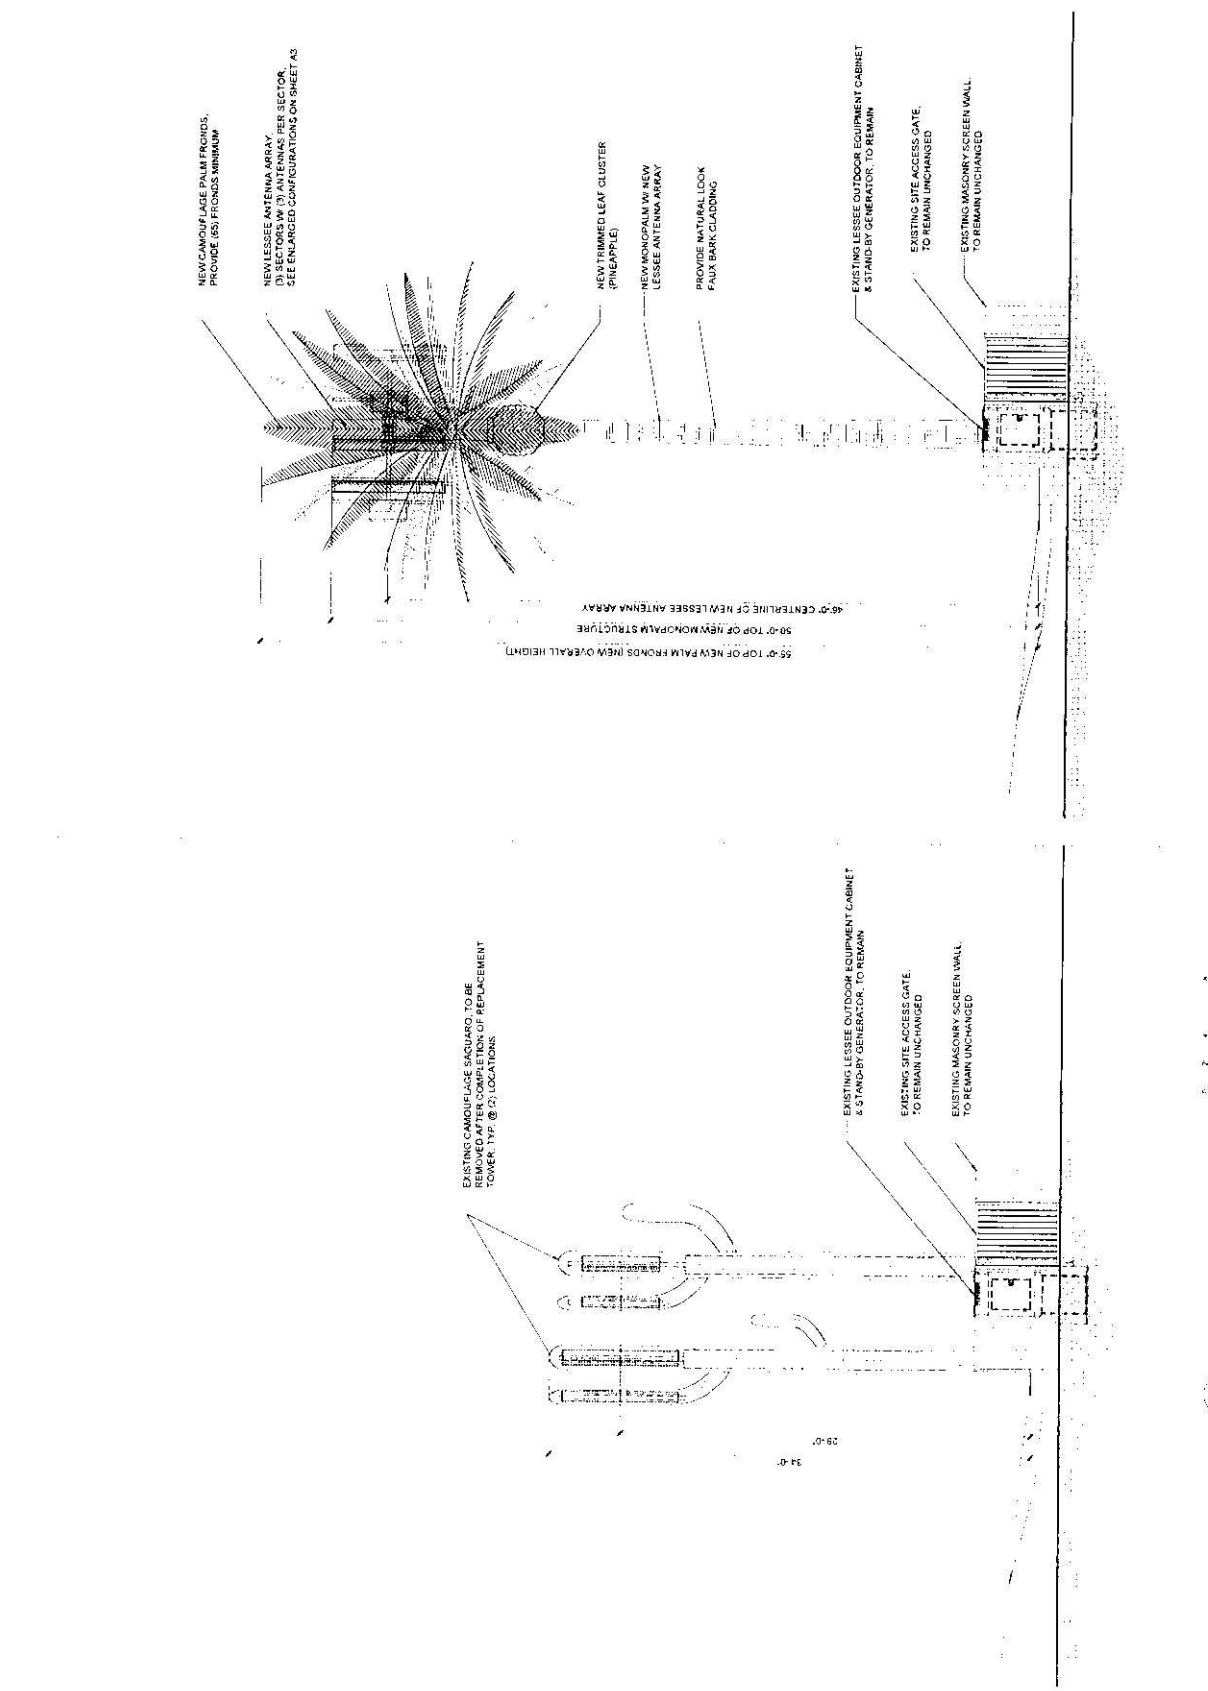 NEW CAMOUFLAGE PALM FRONDS,
PROVIDE (65) FRONDS MINIMUM
NEW LESSEE ANTENNA ARRAY.
(3) SECTORS W/ (3) ANTENNAS PER SECTOR,
SEE ENLARGED CONFIGURATIONS ON SHEET A3
NEW TRIMMED LEAF CLUSTER
(PINEAPPLE)
NEW MONOPALM W/ NEW
LESSEE ANTENNA ARRAY
PROVIDE NATURAL LOOK
FAUX BARK CLADDING
EXISTING LESSEE OUTDOOR EQUIPMENT CABINET
& STAND-BY GENERATOR, TO REMAIN
EXISTING SITE ACCESS GATE,
TO REMAIN UNCHANGED
EXISTING MASONRY SCREEN WALL,
TO REMAIN UNCHANGED
46'-0" CENTERLINE OF NEW LESSEE ANTENNA ARRAY
50'-0" TOP OF NEW MONOPALM STRUCTURE
55'-0" TOP OF NEW PALM FRONDS (NEW OVERALL HEIGHT)
EXISTING CAMOUFLAGE SAGUARO, TO BE
REMOVED AFTER COMPLETION OF REPLACEMENT
TOWER, TYP. @ (2) LOCATIONS
EXISTING LESSEE OUTDOOR EQUIPMENT CABINET
& STAND-BY GENERATOR, TO REMAIN
EXISTING SITE ACCESS GATE,
TO REMAIN UNCHANGED
EXISTING MASONRY SCREEN WALL,
TO REMAIN UNCHANGED
29'-0"
34'-0"